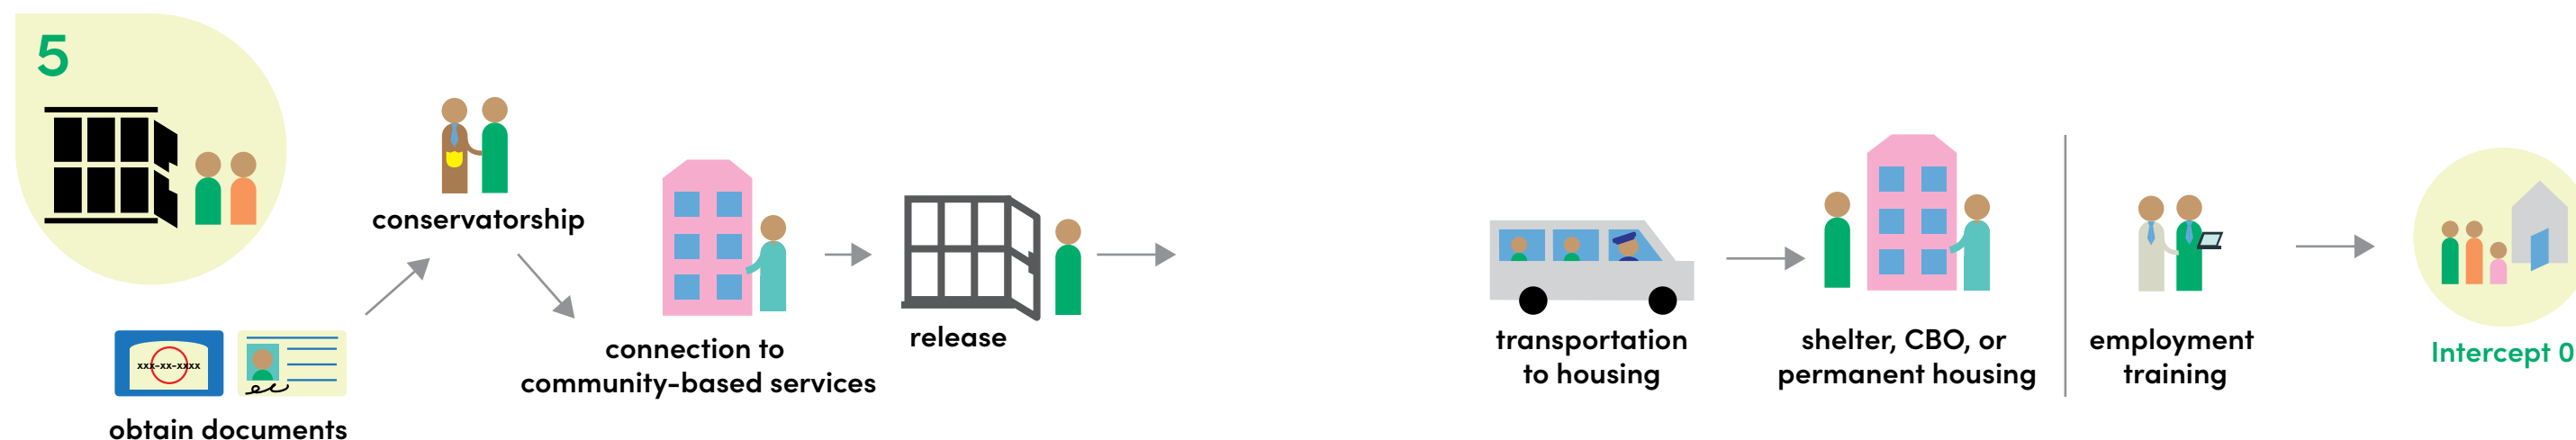 5
conservatorship
xxx-xx-xxxx
obtain documents
connection to
community-based services
release
transportation
to housing
shelter, CBO, or
permanent housing
employment
training
Intercept 0